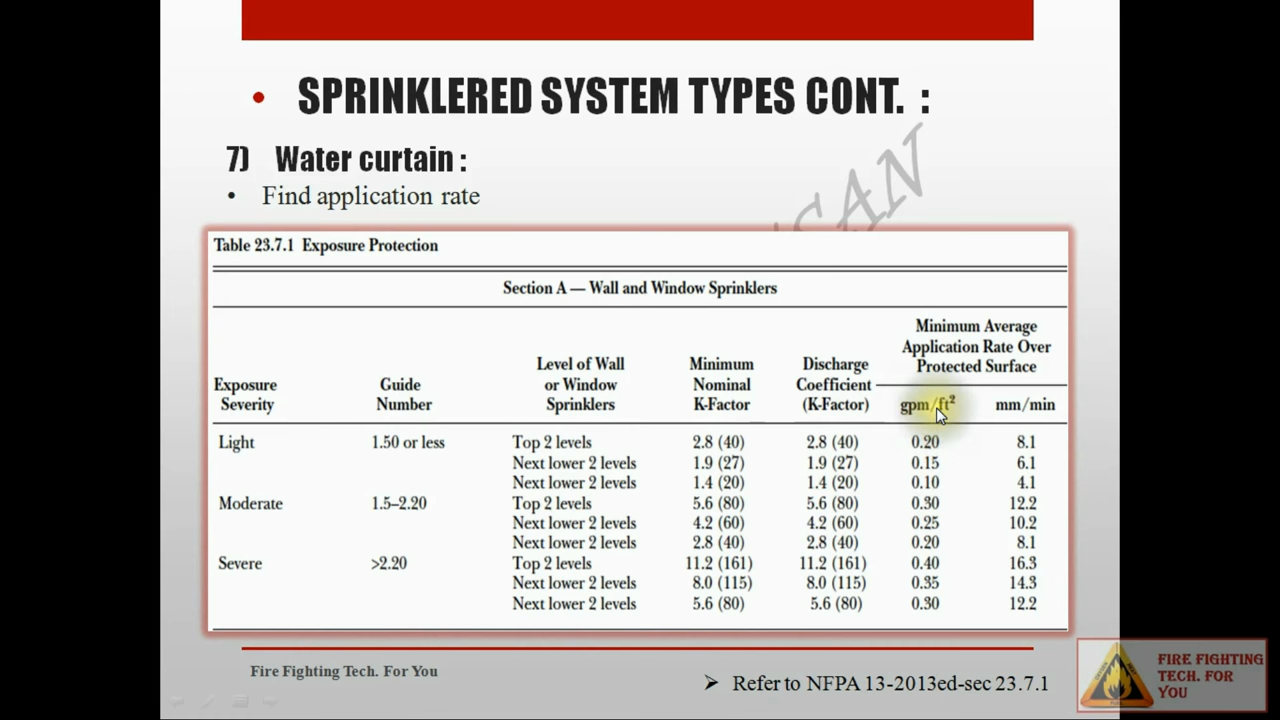 • SPRINKLERED SYSTEM TYPES CONT. :
7) Water curtain :
• Find application rate
Table 23.7.1 Exposure Protection
Section A — Wall and Window Sprinklers
Minimum Average
Application Rate Over
Protected Surface
Level of Wall Minimum Discharge
Exposure Guide or Window Nominal Coefficient
Severity Number Sprinklers K-Factor (K-Factor) gpm/ft² mm/min
Light 1.50 or less Top 2 levels 2.8 (40) 2.8 (40) 0.20 8.1
Next lower 2 levels 1.9 (27) 1.9 (27) 0.15 6.1
Next lower 2 levels 1.4 (20) 1.4 (20) 0.10 4.1
Moderate 1.5–2.20 Top 2 levels 5.6 (80) 5.6 (80) 0.30 12.2
Next lower 2 levels 4.2 (60) 4.2 (60) 0.25 10.2
Next lower 2 levels 2.8 (40) 2.8 (40) 0.20 8.1
Severe >2.20 Top 2 levels 11.2 (161) 11.2 (161) 0.40 16.3
Next lower 2 levels 8.0 (115) 8.0 (115) 0.35 14.3
Next lower 2 levels 5.6 (80) 5.6 (80) 0.30 12.2
Fire Fighting Tech. For You
➢ Refer to NFPA 13-2013ed-sec 23.7.1
FIRE FIGHTING
TECH. FOR
YOU